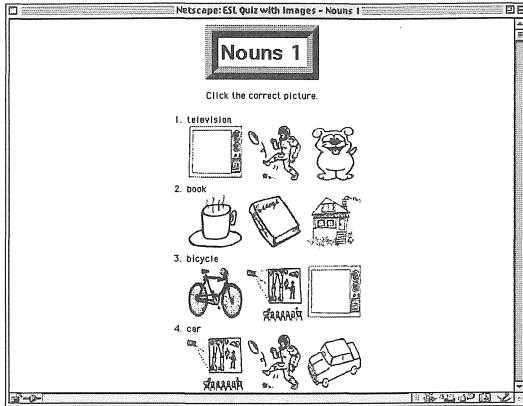 Netscape: ESL Quiz with Images - Nouns 1
Nouns 1
Click the correct picture.
1. television
2. book
3. bicycle
4. car